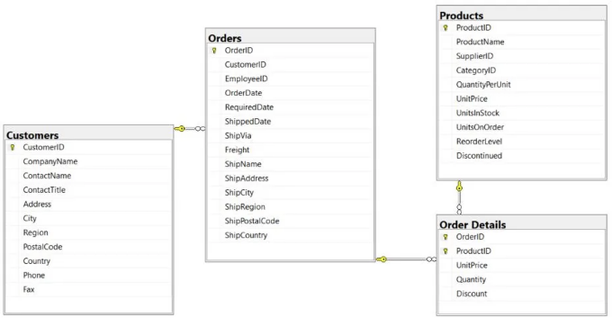 Customers
CustomerID
CompanyName
ContactName
ContactTitle
Address
City
Region
PostalCode
Country
Phone
Fax
Orders
OrderID
CustomerID
EmployeeID
OrderDate
RequiredDate
ShippedDate
ShipVia
Freight
ShipName
ShipAddress
ShipCity
ShipRegion
ShipPostalCode
ShipCountry
Products
ProductID
ProductName
SupplierID
CategoryID
QuantityPerUnit
UnitPrice
UnitsInStock
UnitsOnOrder
ReorderLevel
Discontinued
Order Details
OrderID
ProductID
UnitPrice
Quantity
Discount